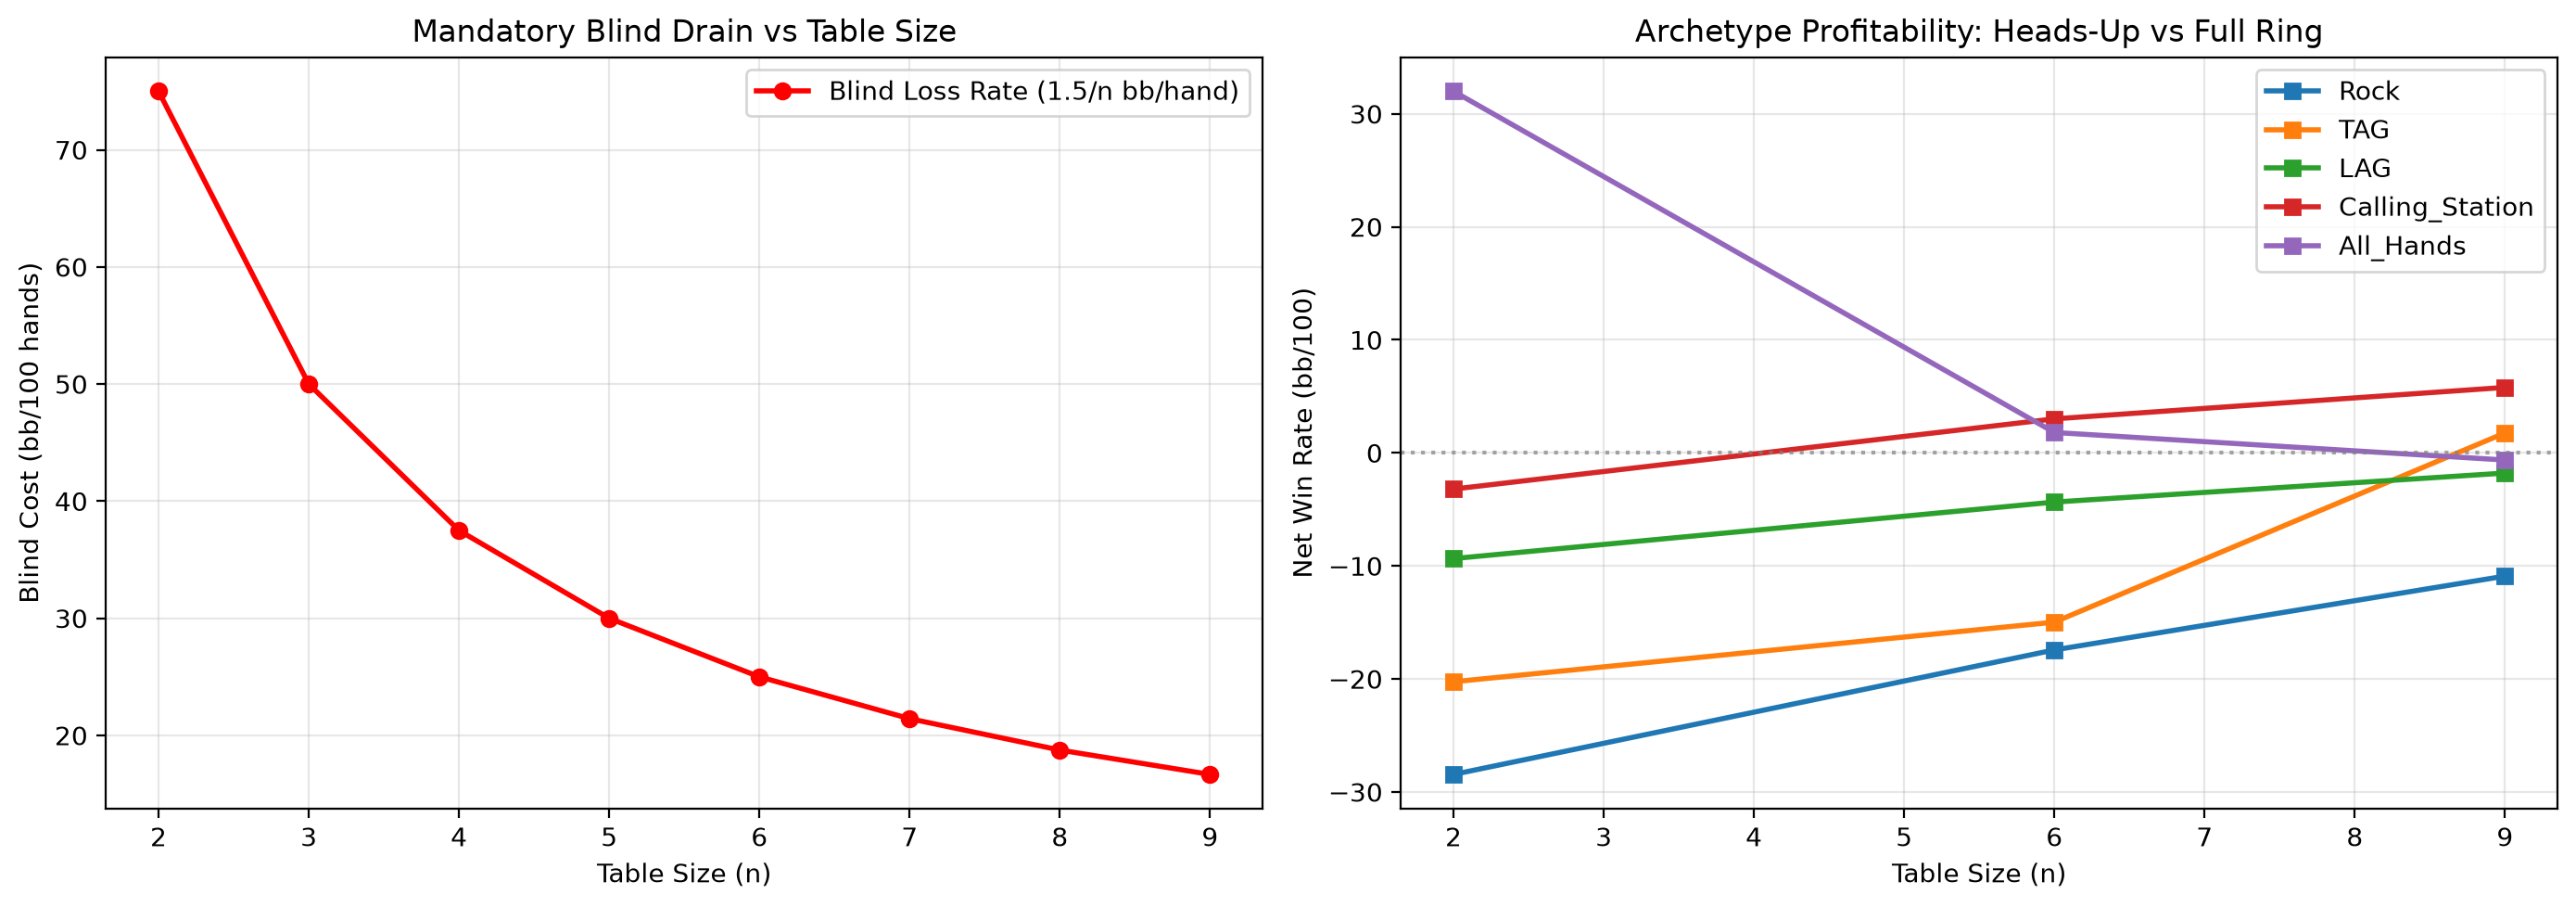 Mandatory Blind Drain vs Table Size
Blind Loss Rate (1.5/n bb/hand)
Blind Cost (bb/100 hands)
70
60
50
40
30
20
2 3 4 5 6 7 8 9
Table Size (n)
Archetype Profitability: Heads-Up vs Full Ring
Rock
TAG
LAG
Calling_Station
All_Hands
Net Win Rate (bb/100)
30
20
10
0
−10
−20
−30
2 3 4 5 6 7 8 9
Table Size (n)